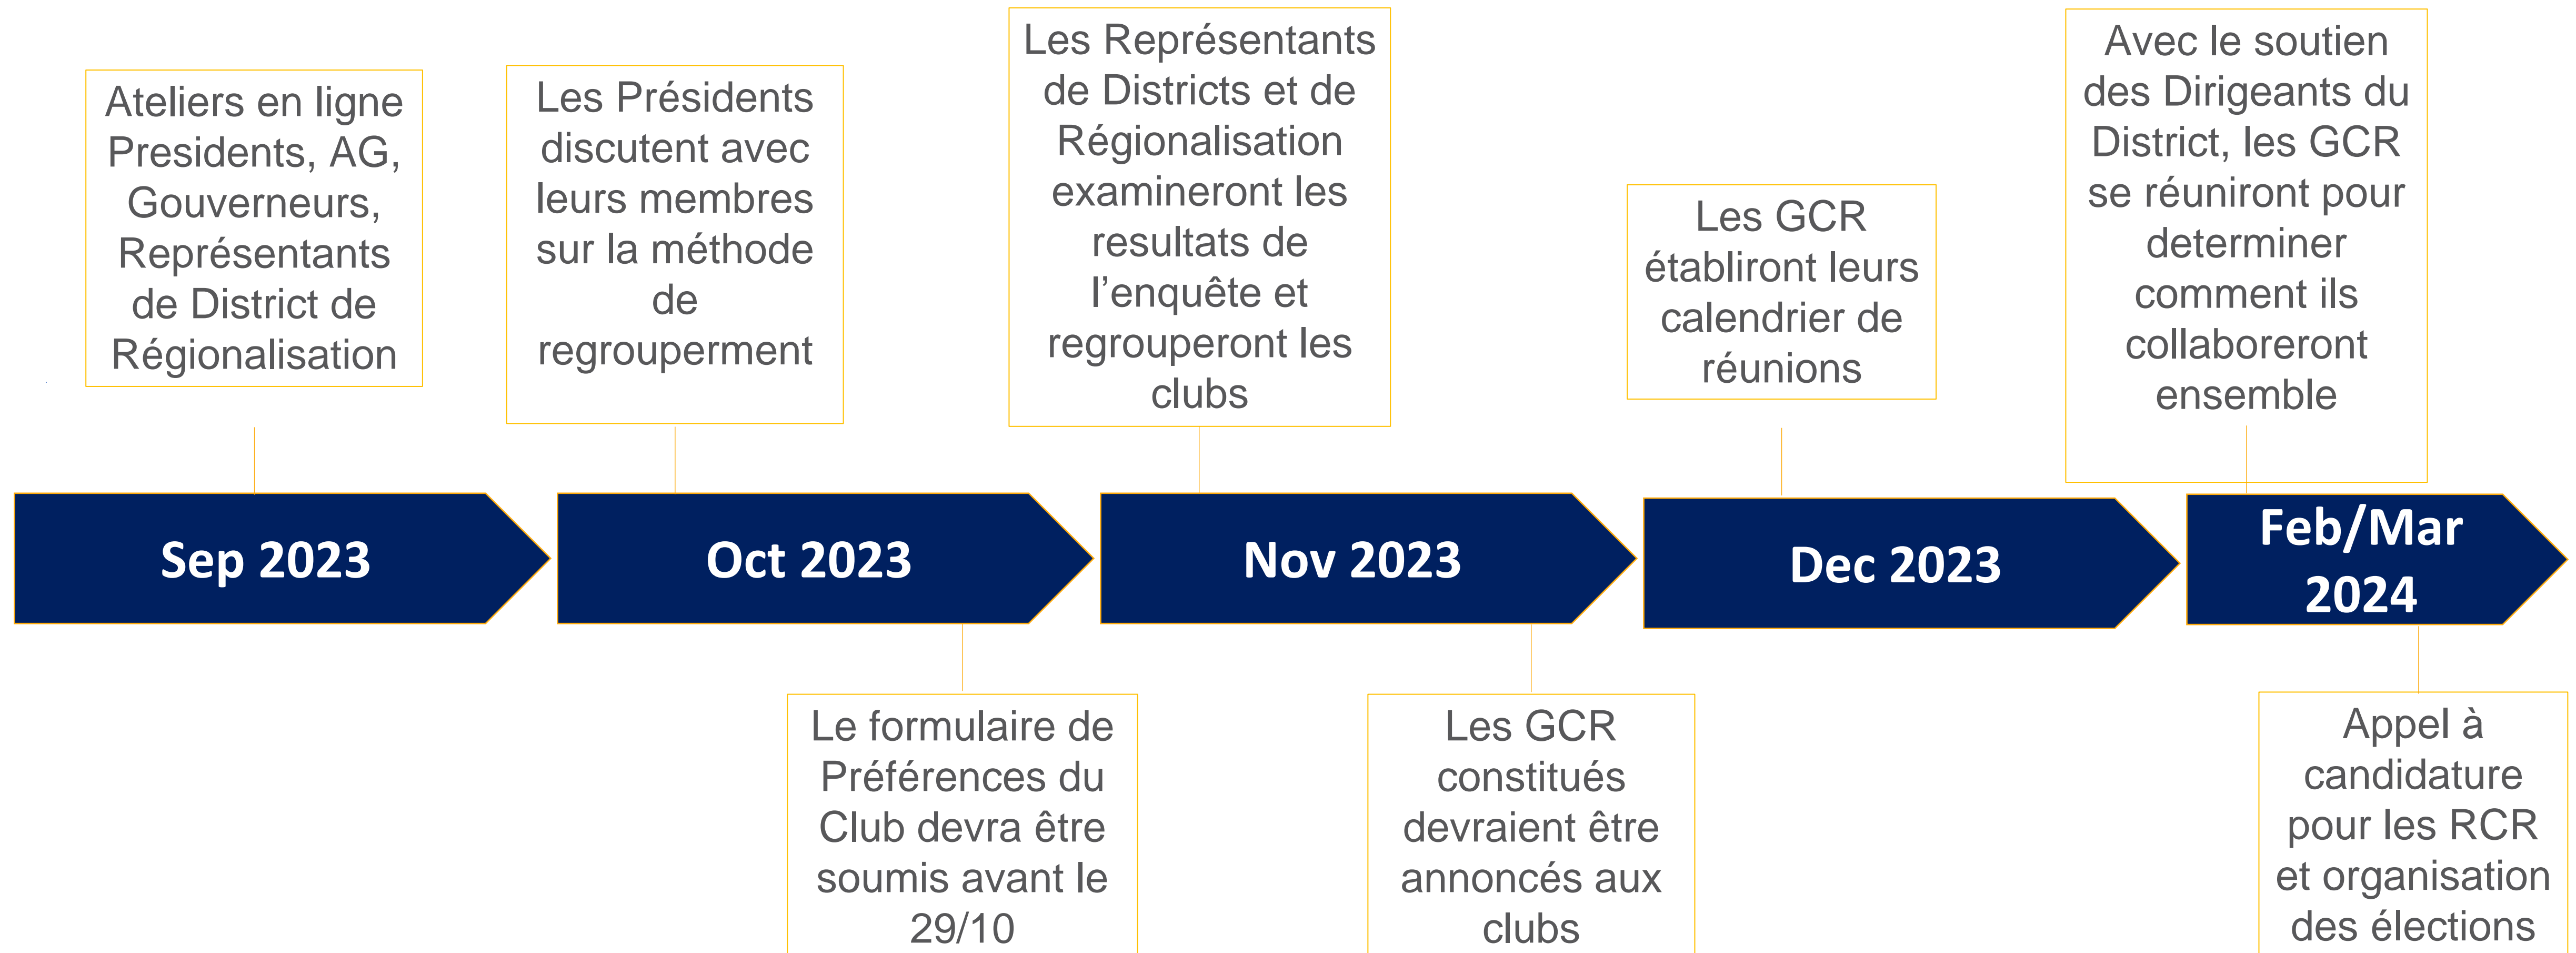 Ateliers en ligne
Presidents, AG,
Gouverneurs,
Représentants
de District de
Régionalisation
Les Présidents
discutent avec
leurs membres
sur la méthode
de
regrouperment
Les Représentants
de Districts et de
Régionalisation
examineront les
resultats de
l’enquête et
regrouperont les
clubs
Les GCR
établiront leurs
calendrier de
réunions
Avec le soutien
des Dirigeants du
District, les GCR
se réuniront pour
determiner
comment ils
collaboreront
ensemble
Sep 2023
Oct 2023
Nov 2023
Dec 2023
Feb/Mar
2024
Le formulaire de
Préférences du
Club devra être
soumis avant le
29/10
Les GCR
constitués
devraient être
annoncés aux
clubs
Appel à
candidature
pour les RCR
et organisation
des élections